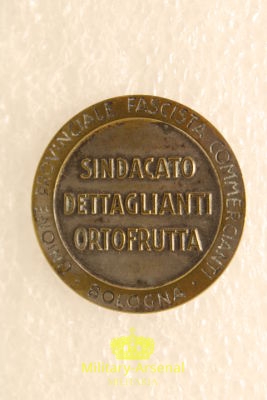 UNIONE PROVINCIALE FASCISTA COMMERCIANTI
SINDACATO
DETTAGLIANTI
ORTOFRUTTA
· BOLOGNA ·
Military-Arsenal